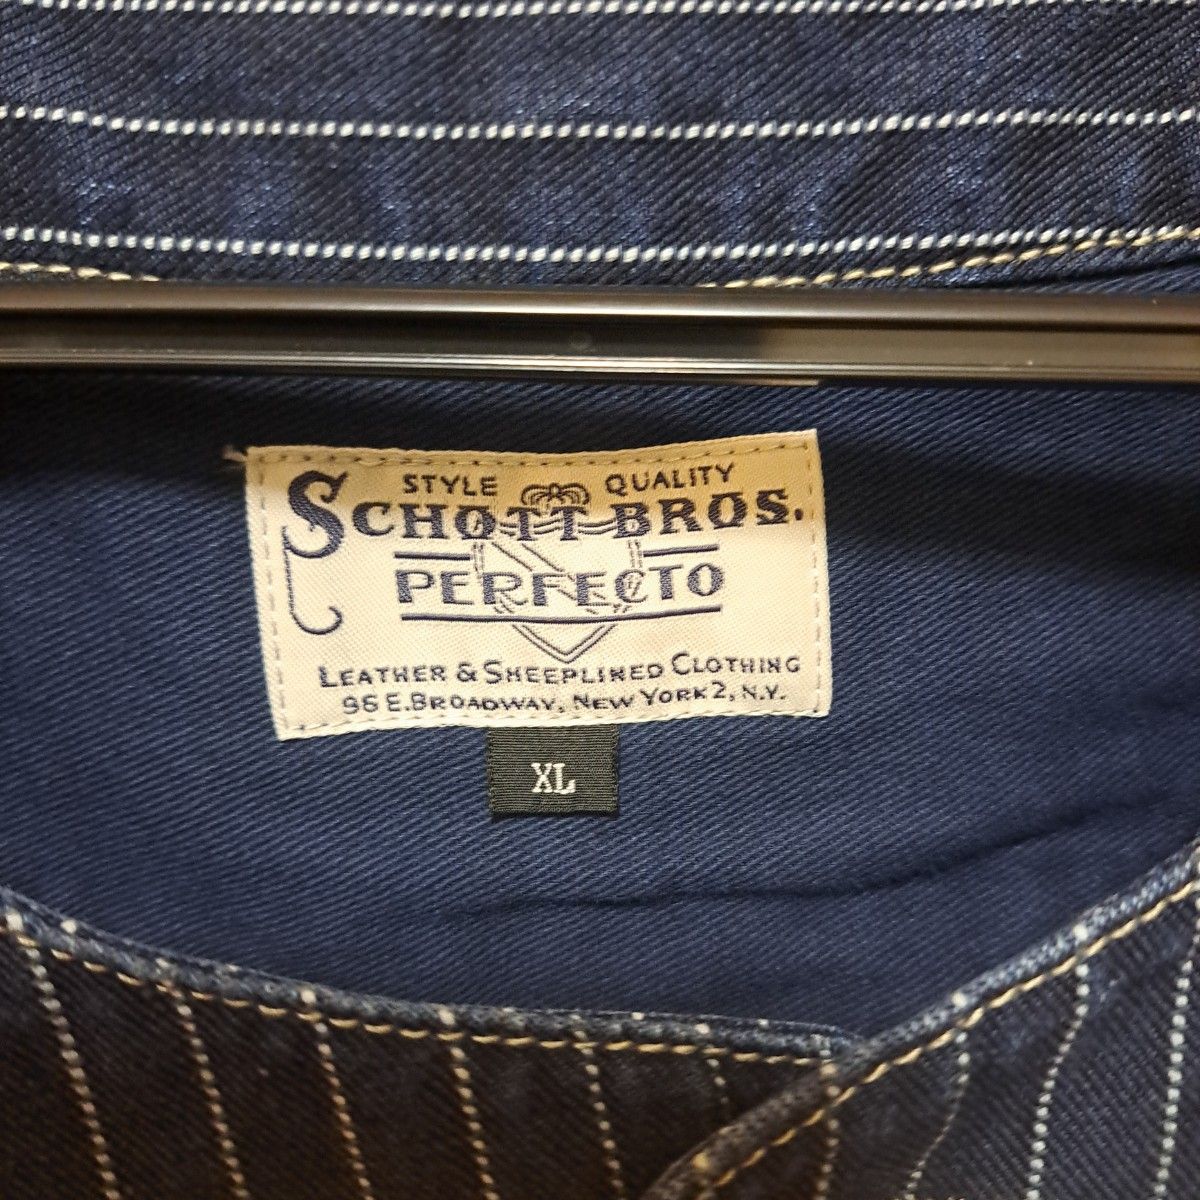 STYLE QUALITY
SCHOTT BROS.
PERFECTO
LEATHER & SHEEPLINED CLOTHING
96 E. BROADWAY, NEW YORK 2, N.Y.
XL